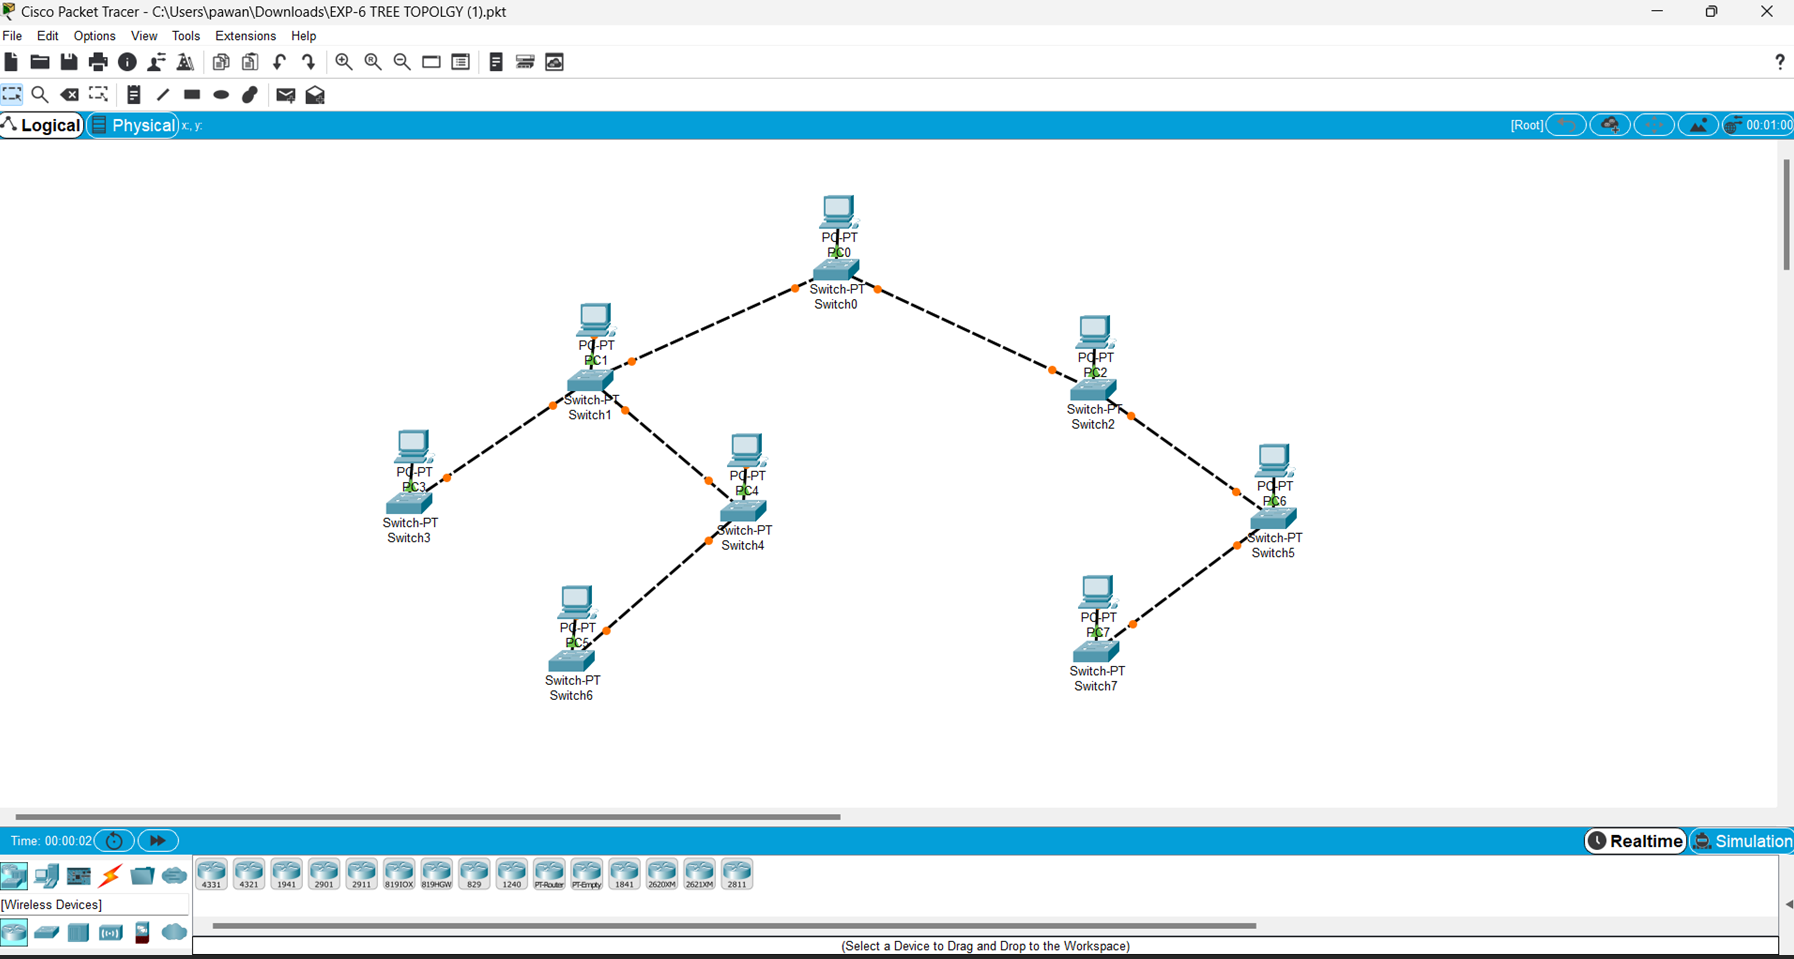 Cisco Packet Tracer - C:\Users\pawan\Downloads\EXP-6 TREE TOPOLGY (1).pkt
File Edit Options View Tools Extensions Help
?
Logical Physical x:, y: [Root] 00:01:00
PC-PT
PC0
Switch-PT
Switch0
PC-PT
PC1
Switch-PT
Switch1
PC-PT
PC2
Switch-PT
Switch2
PC-PT
PC3
Switch-PT
Switch3
PC-PT
PC4
Switch-PT
Switch4
PC-PT
PC6
Switch-PT
Switch5
PC-PT
PC5
Switch-PT
Switch6
PC-PT
PC7
Switch-PT
Switch7
Time: 00:00:02 Realtime Simulation
4331 4321 1941 2901 2911 819IOX 819HGW 829 1240 PT-Router PT-Empty 1841 2620XM 2621XM 2811
[Wireless Devices]
(Select a Device to Drag and Drop to the Workspace)